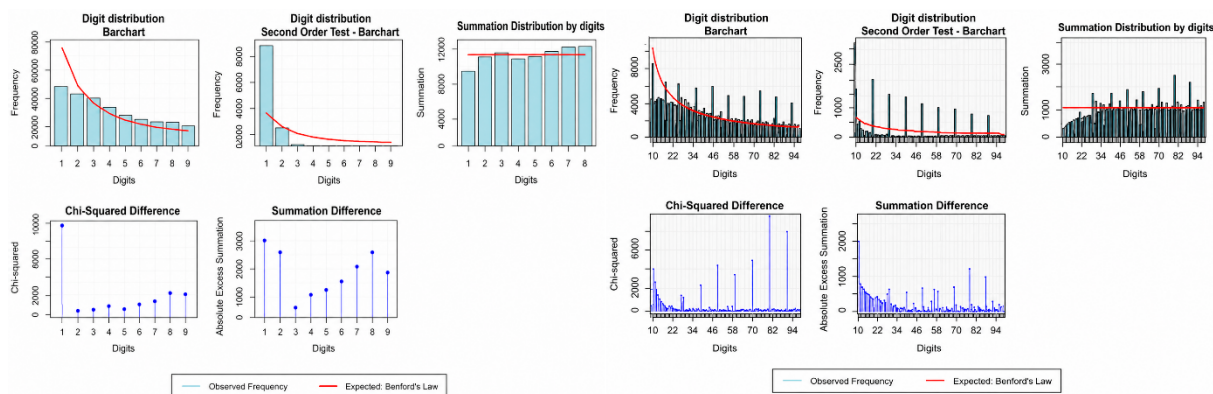 Digit distribution
Barchart
Frequency
80000
60000
50000
40000
30000
20000
0
1 2 3 4 5 6 7 8 9
Digits
Digit distribution
Second Order Test - Barchart
Frequency
8000
6000
4000
2000
0
1 2 3 4 5 6 7 8 9
Digits
Summation Distribution by digits
Summation
12000
8000
4000
0
1 2 3 4 5 6 7 8
Digits
Chi-Squared Difference
Chi-squared
10000
6000
2000
0
1 2 3 4 5 6 7 8 9
Digits
Summation Difference
Absolute Excess Summation
3000
2000
1000
0
1 2 3 4 5 6 7 8 9
Digits
Observed Frequency
Expected: Benford's Law
Digit distribution
Barchart
Frequency
8000
4000
0
10 22 34 46 58 70 82 94
Digits
Digit distribution
Second Order Test - Barchart
Frequency
3000
2000
1000
0
10 22 34 46 58 70 82 94
Digits
Summation Distribution by digits
Summation
3000
2000
1000
0
10 22 34 46 58 70 82 94
Digits
Chi-Squared Difference
Chi-squared
6000
4000
2000
0
10 22 34 46 58 70 82 94
Digits
Summation Difference
Absolute Excess Summation
2000
1000
0
10 22 34 46 58 70 82 94
Digits
Observed Frequency
Expected: Benford's Law